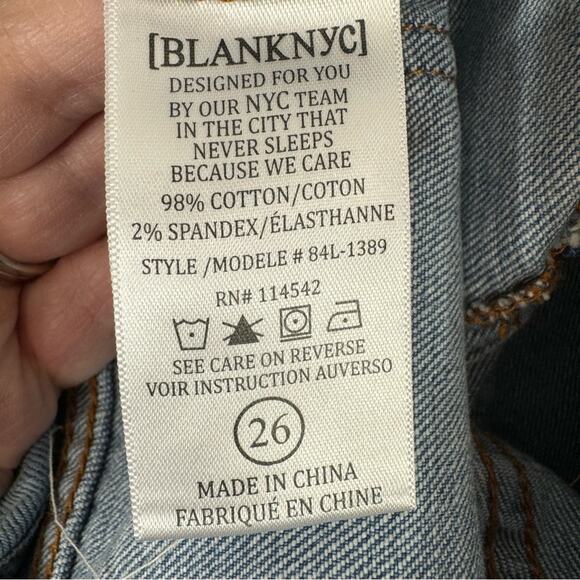 [BLANKNYC]
DESIGNED FOR YOU
BY OUR NYC TEAM
IN THE CITY THAT
NEVER SLEEPS
BECAUSE WE CARE
98% COTTON/COTON
2% SPANDEX/ÉLASTHANNE
STYLE /MODELE # 84L-1389
RN# 114542
SEE CARE ON REVERSE
VOIR INSTRUCTION AUVERSO
26
MADE IN CHINA
FABRIQUÉ EN CHINE